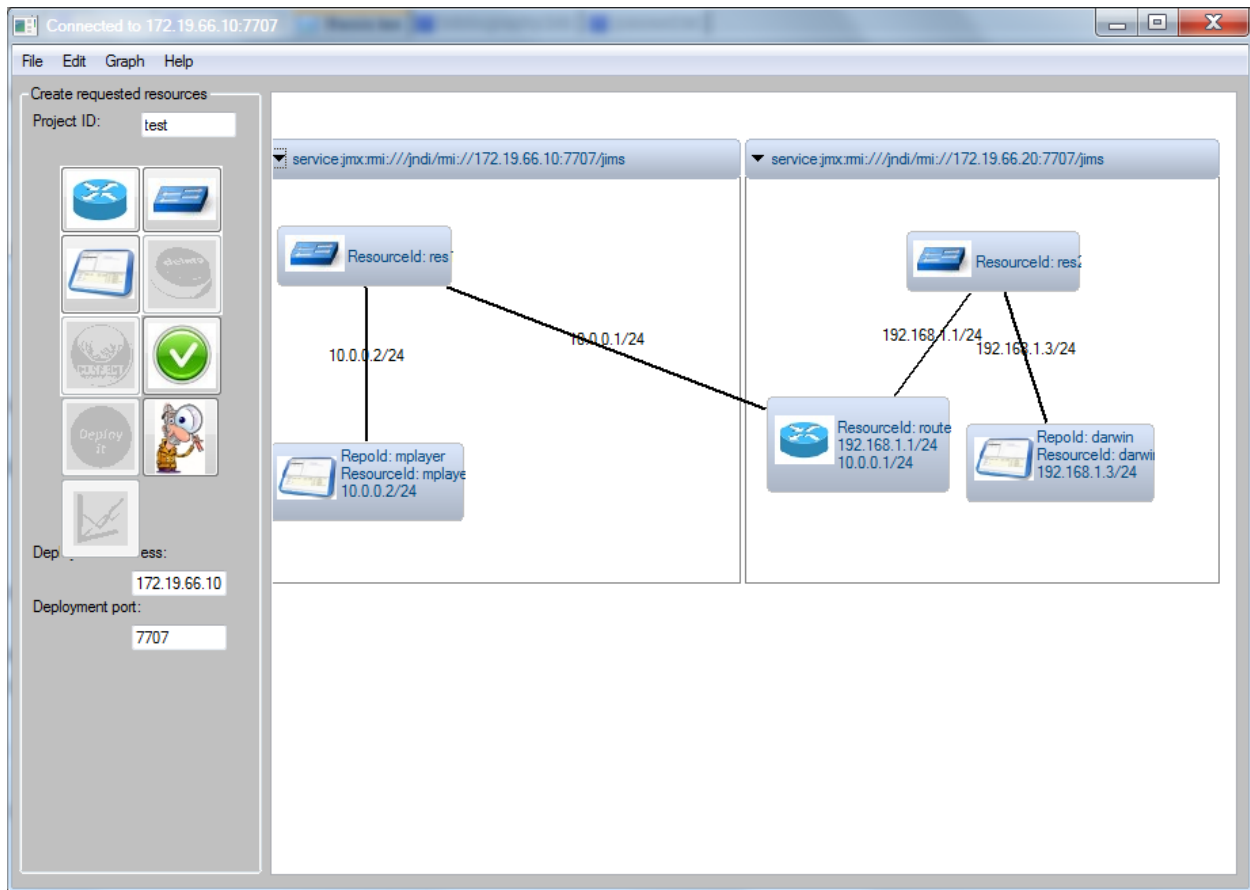 Connected to 172.19.66.10:7707
File Edit Graph Help
Create requested resources
Project ID:
test
service:jmx:rmi:///jndi/rmi://172.19.66.10:7707/jims
service:jmx:rmi:///jndi/rmi://172.19.66.20:7707/jims
ResourceId: res1
ResourceId: res2
10.0.0.2/24
10.0.0.1/24
192.168.1.1/24
192.168.1.3/24
RepoId: mplayer
ResourceId: mplaye
10.0.0.2/24
ResourceId: route
192.168.1.1/24
10.0.0.1/24
RepoId: darwin
ResourceId: darwi
192.168.1.3/24
CONNECT
Deploy
it
Dep
ess:
172.19.66.10
Deployment port:
7707